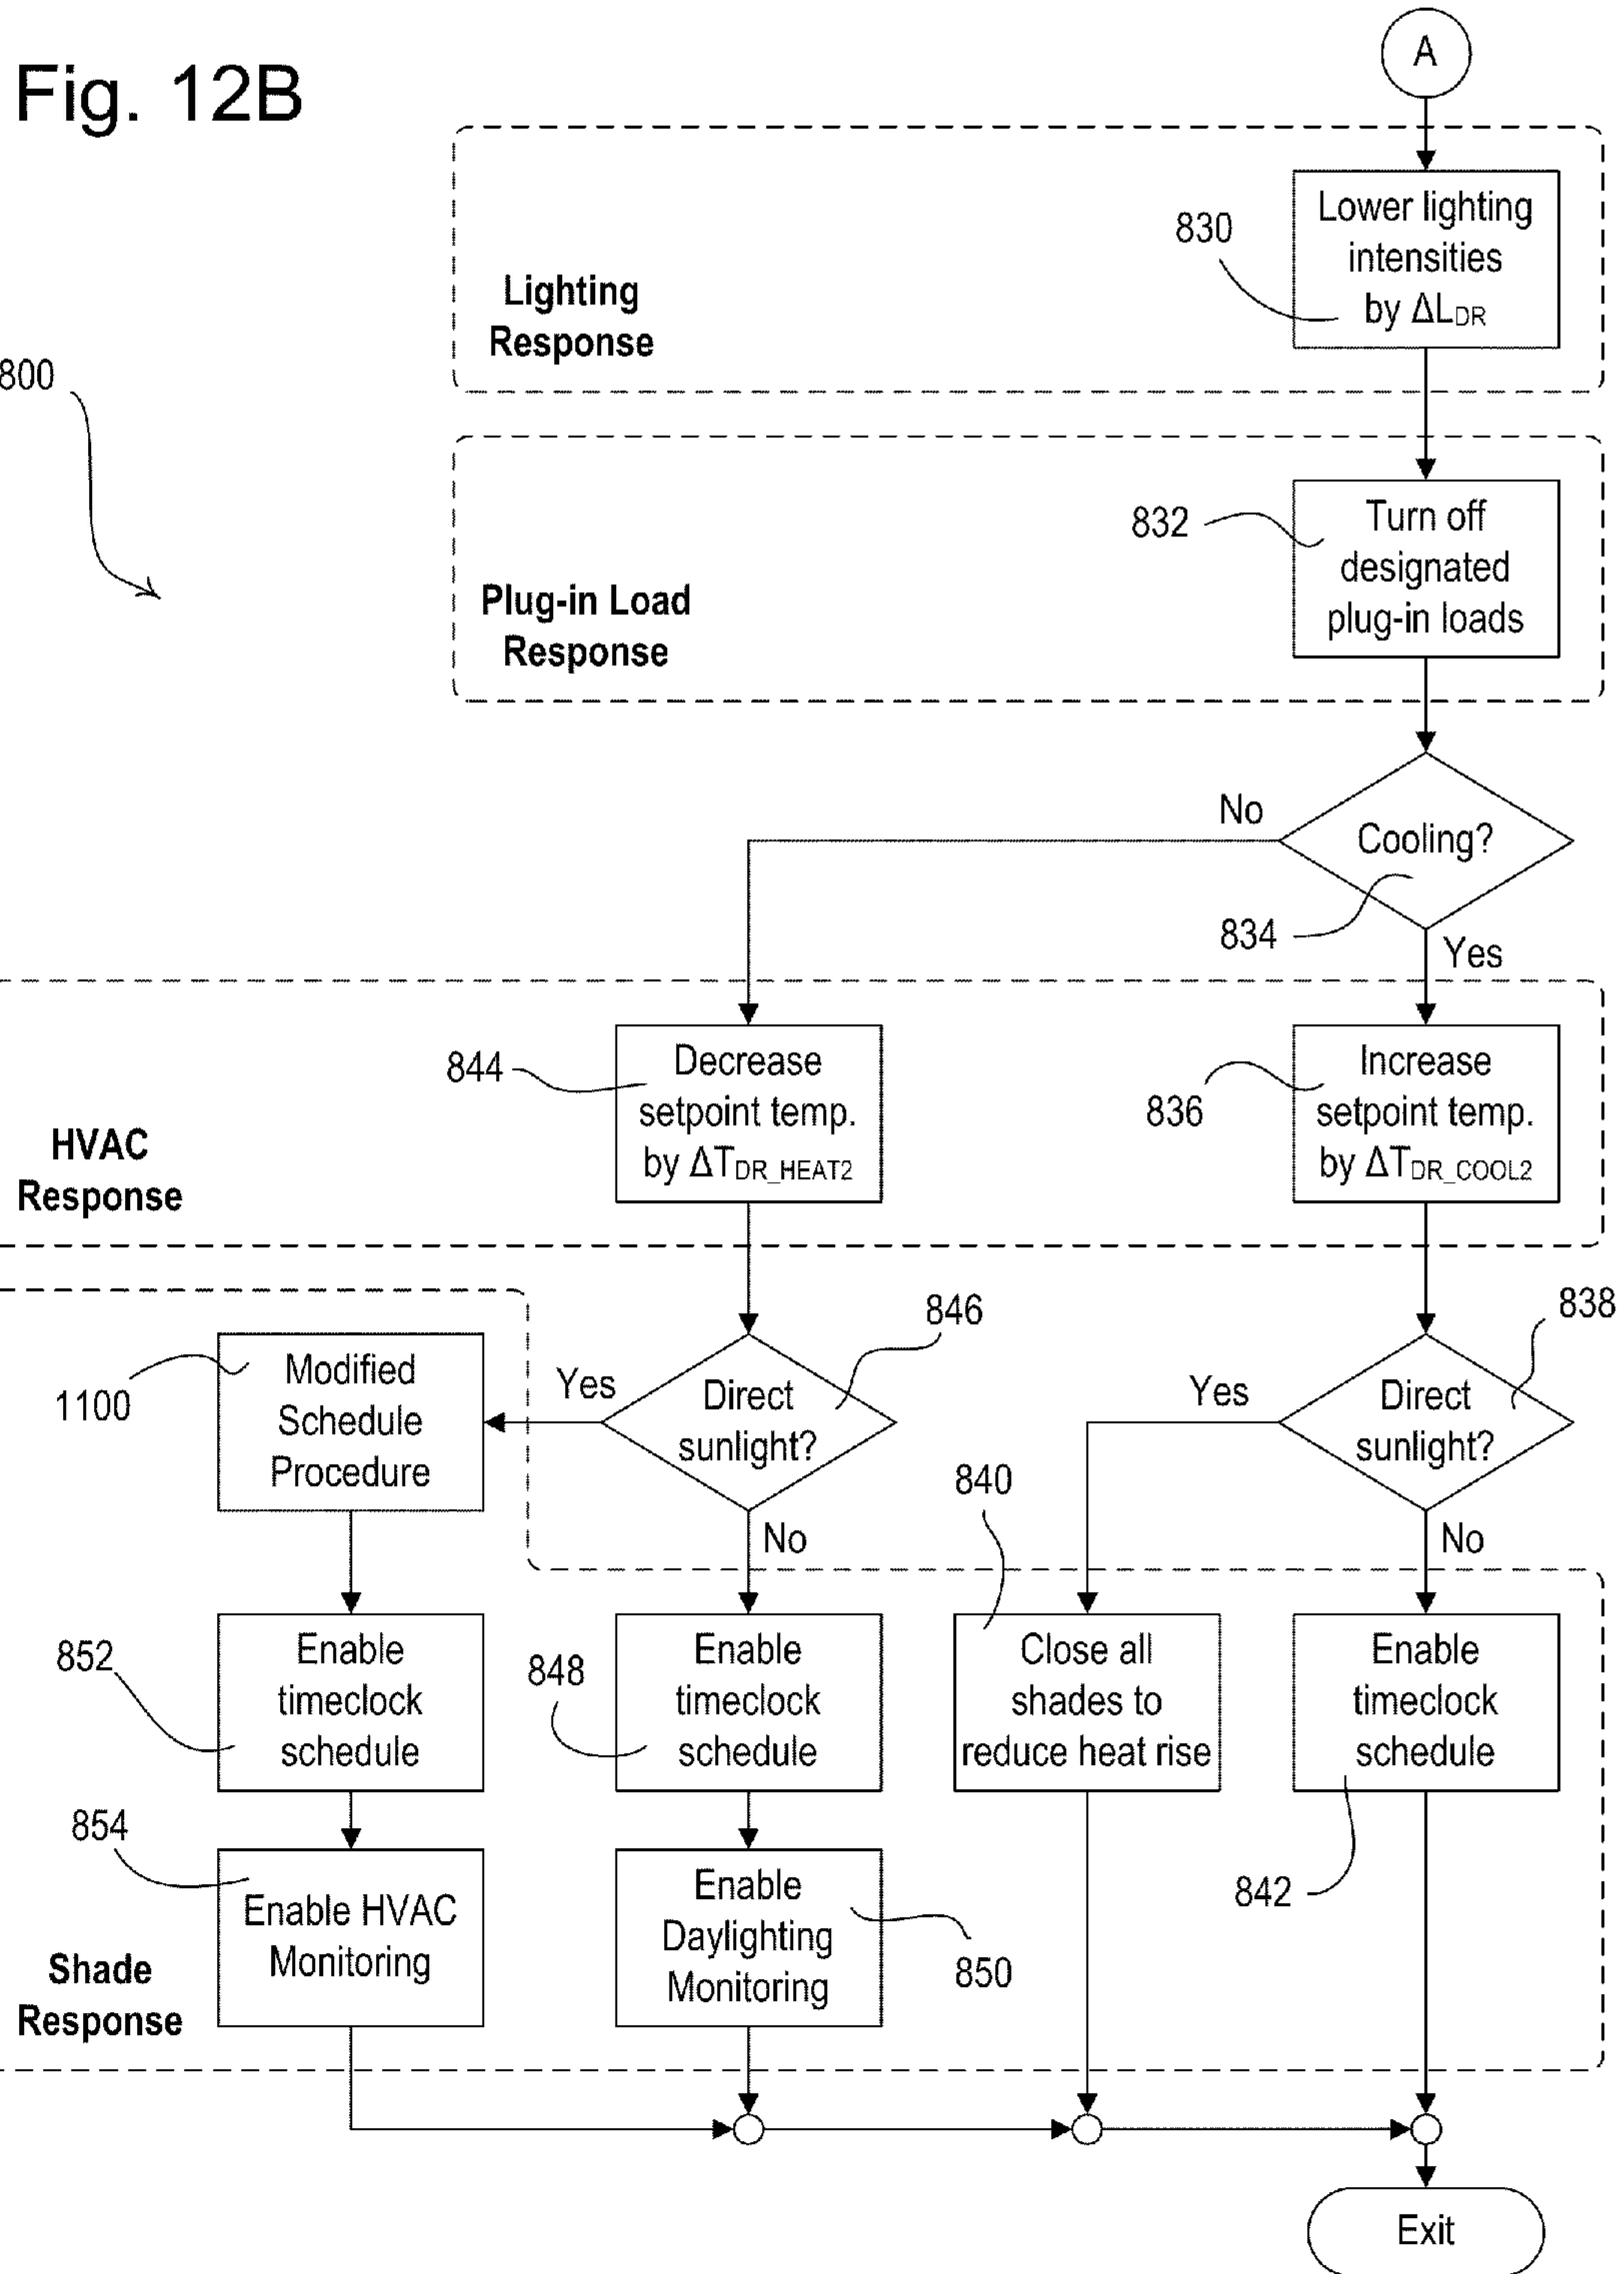 Fig. 12B
A
Lower lighting
intensities
by ΔLDR
830
Lighting
Response
800
Turn off
designated
plug-in loads
832
Plug-in Load
Response
Cooling?
834
No
Yes
Decrease
setpoint temp.
by ΔTDR_HEAT2
844
Increase
setpoint temp.
by ΔTDR_COOL2
836
HVAC
Response
Modified
Schedule
Procedure
1100
Yes
Direct
sunlight?
846
No
Yes
Direct
sunlight?
838
No
840
Enable
timeclock
schedule
852
Enable
timeclock
schedule
848
Close all
shades to
reduce heat rise
Enable
timeclock
schedule
842
854
Enable HVAC
Monitoring
Enable
Daylighting
Monitoring
850
Shade
Response
Exit